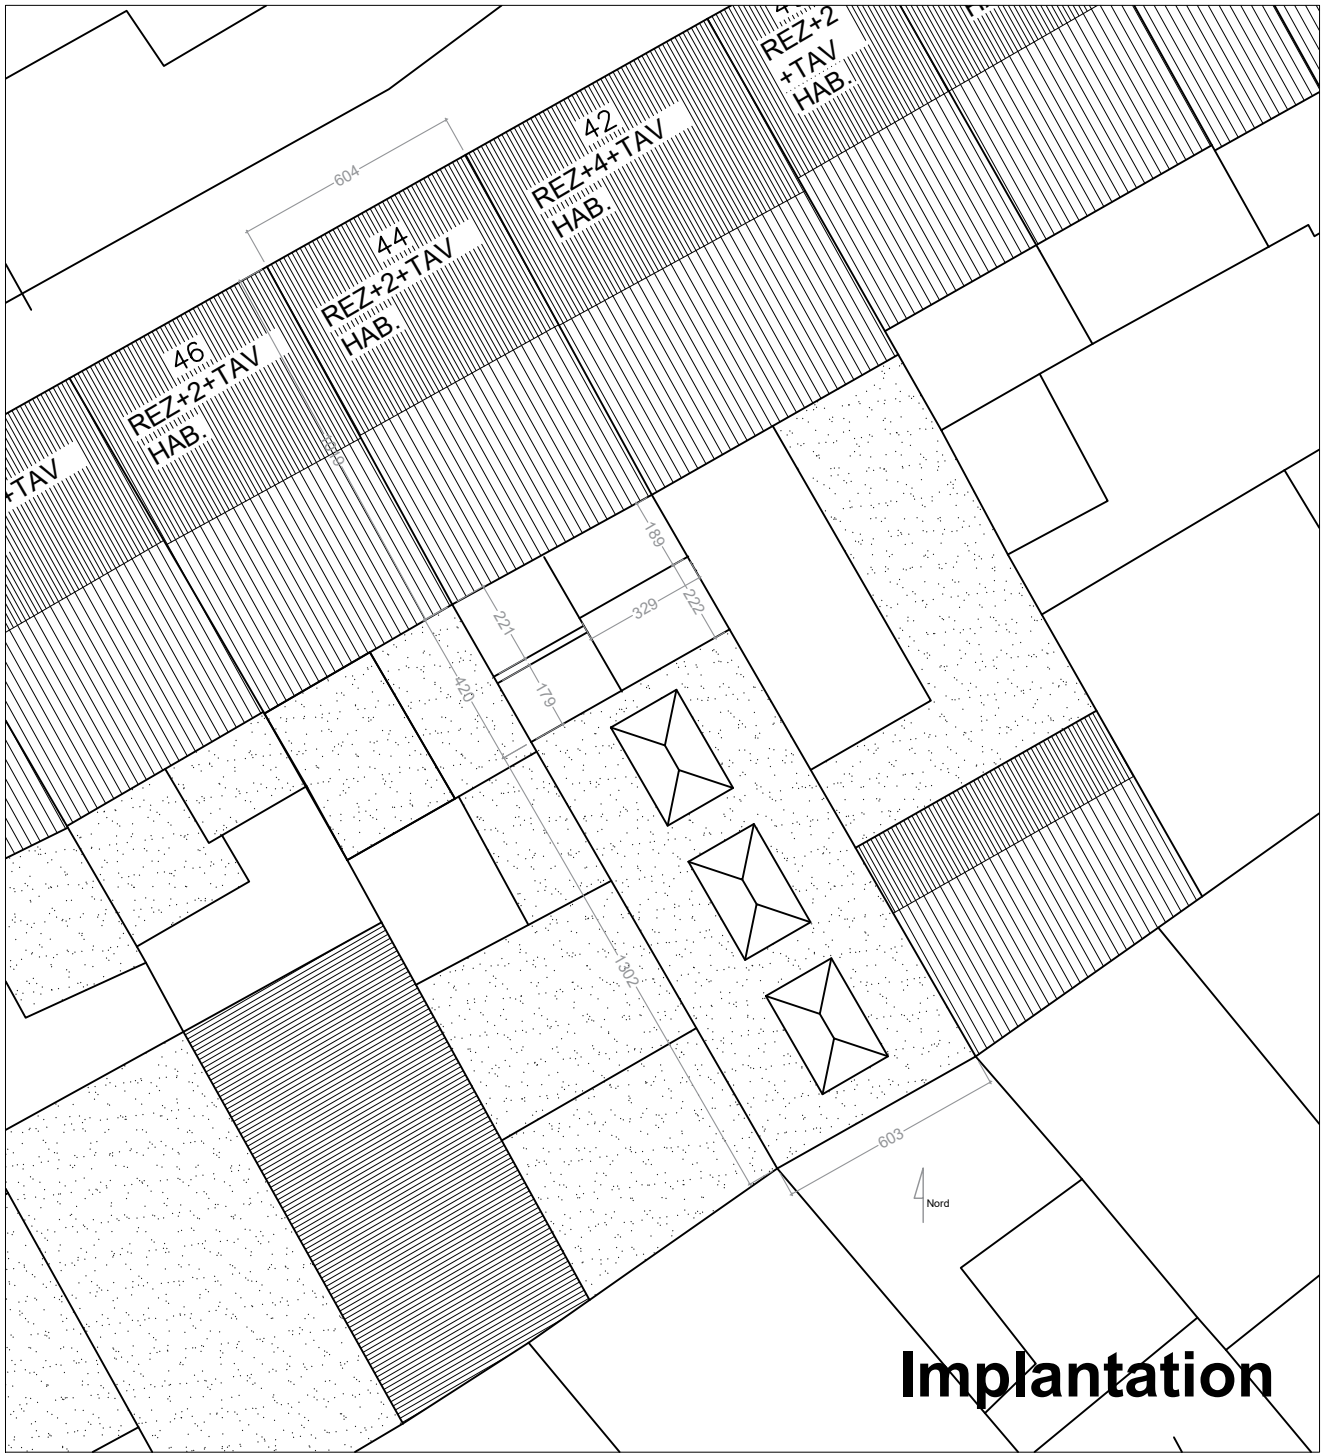 REZ+2
+TAV
HAB.
42
REZ+4+TAV
HAB.
604
44
REZ+2+TAV
HAB.
46
REZ+2+TAV
HAB.
+TAV
189
329
222
221
420
179
1302
603
Nord
Implantation